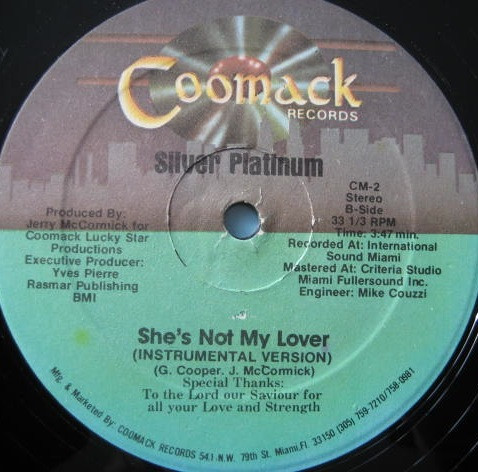 Coomack
RECORDS
Silver Platinum
Produced By:
Jerry McCormick for
Coomack Lucky Star
Productions
Executive Producer:
Yves Pierre
Rasmar Publishing
BMI
CM-2
Stereo
B-Side
33 1/3 RPM
Time: 3:47 min.
Recorded At: International
Sound Miami
Mastered At: Criteria Studio
Miami Fullersound Inc.
Engineer: Mike Couzzi
She's Not My Lover
(INSTRUMENTAL VERSION)
(G. Cooper. J. McCormick)
Special Thanks:
To the Lord our Saviour for
all your Love and Strength
Mfg. & Marketed By: COOMACK RECORDS 541 N.W. 79th St. Miami, Fl 33150 (305) 759-7210/758-0981